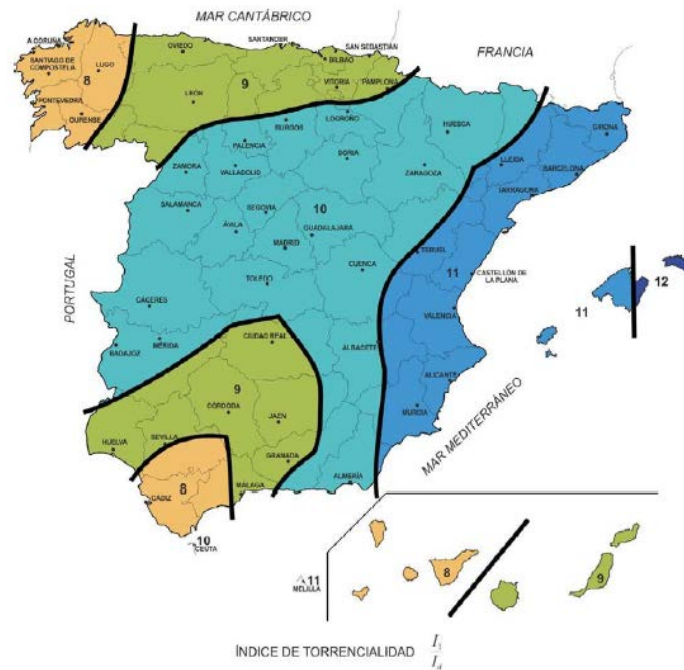 MAR CANTÁBRICO
A CORUÑA
OVIEDO
SANTANDER
SAN SEBASTIÁN
FRANCIA
LUGO
SANTIAGO DE
COMPOSTELA
8
9
BILBAO
VITORIA
PAMPLONA
LEÓN
PONTEVEDRA
OURENSE
LOGROÑO
BURGOS
HUESCA
GIRONA
PALENCIA
SORIA
LLEIDA
BARCELONA
ZAMORA
VALLADOLID
ZARAGOZA
TARRAGONA
SALAMANCA
SEGOVIA
10
ÁVILA
GUADALAJARA
MADRID
TERUEL
CUENCA
11
CASTELLÓN DE
LA PLANA
12
TOLEDO
PORTUGAL
CÁCERES
VALENCIA
11
BADAJOZ
MÉRIDA
CIUDAD REAL
ALBACETE
ALICANTE
9
CÓRDOBA
JAEN
MURCIA
MAR MEDITERRÁNEO
HUELVA
SEVILLA
GRANADA
8
CÁDIZ
MÁLAGA
ALMERÍA
10
CEUTA
11
MELILLA
8
9
ÍNDICE DE TORRENCIALIDAD I₁/I_d